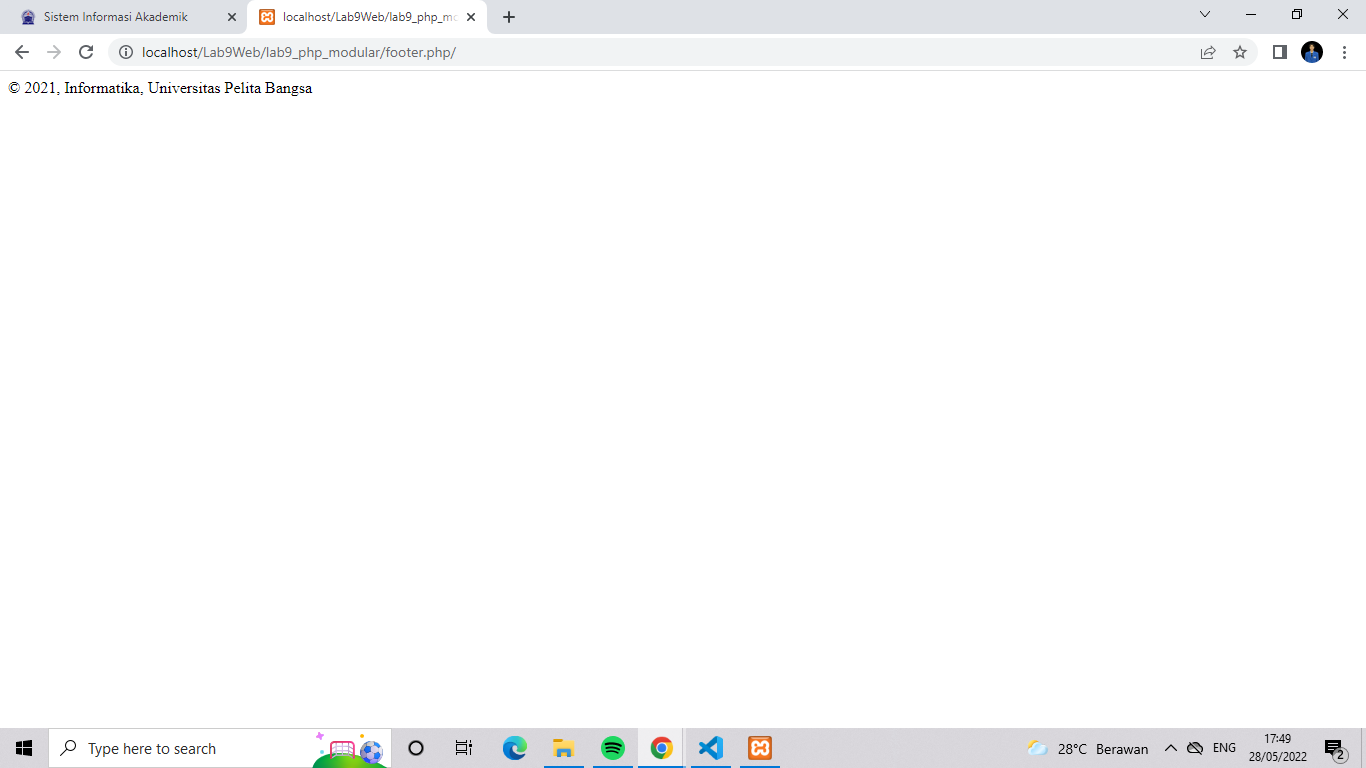 Sistem Informasi Akademik
localhost/Lab9Web/lab9_php_mo
localhost/Lab9Web/lab9_php_modular/footer.php/
© 2021, Informatika, Universitas Pelita Bangsa
Type here to search
28°C Berawan
ENG
17:49
28/05/2022
2